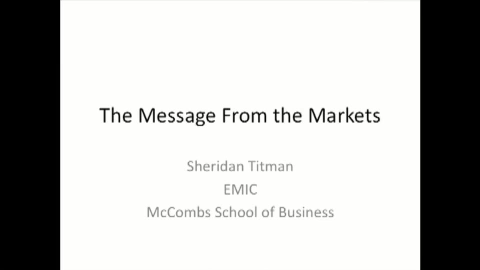 The Message From the Markets
Sheridan Titman
EMIC
McCombs School of Business